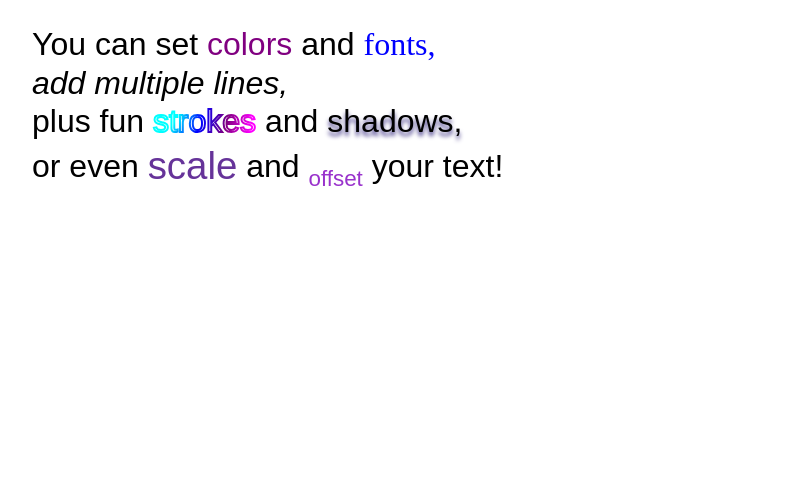 You can set colors and fonts,
add multiple lines,
plus fun strokes and shadows,
or even scale and offset your text!